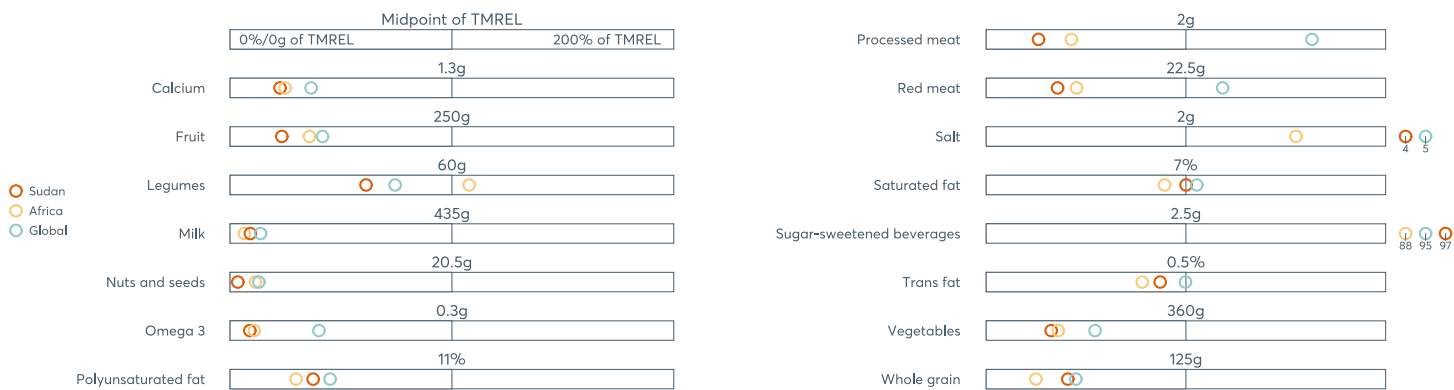 Midpoint of TMREL
0%/0g of TMREL 200% of TMREL
1.3g
Calcium
250g
Fruit
60g
Legumes
435g
Milk
20.5g
Nuts and seeds
0.3g
Omega 3
11%
Polyunsaturated fat
Sudan
Africa
Global
2g
Processed meat
22.5g
Red meat
2g
Salt
4 5
7%
Saturated fat
2.5g
Sugar-sweetened beverages
88 95 97
0.5%
Trans fat
360g
Vegetables
125g
Whole grain